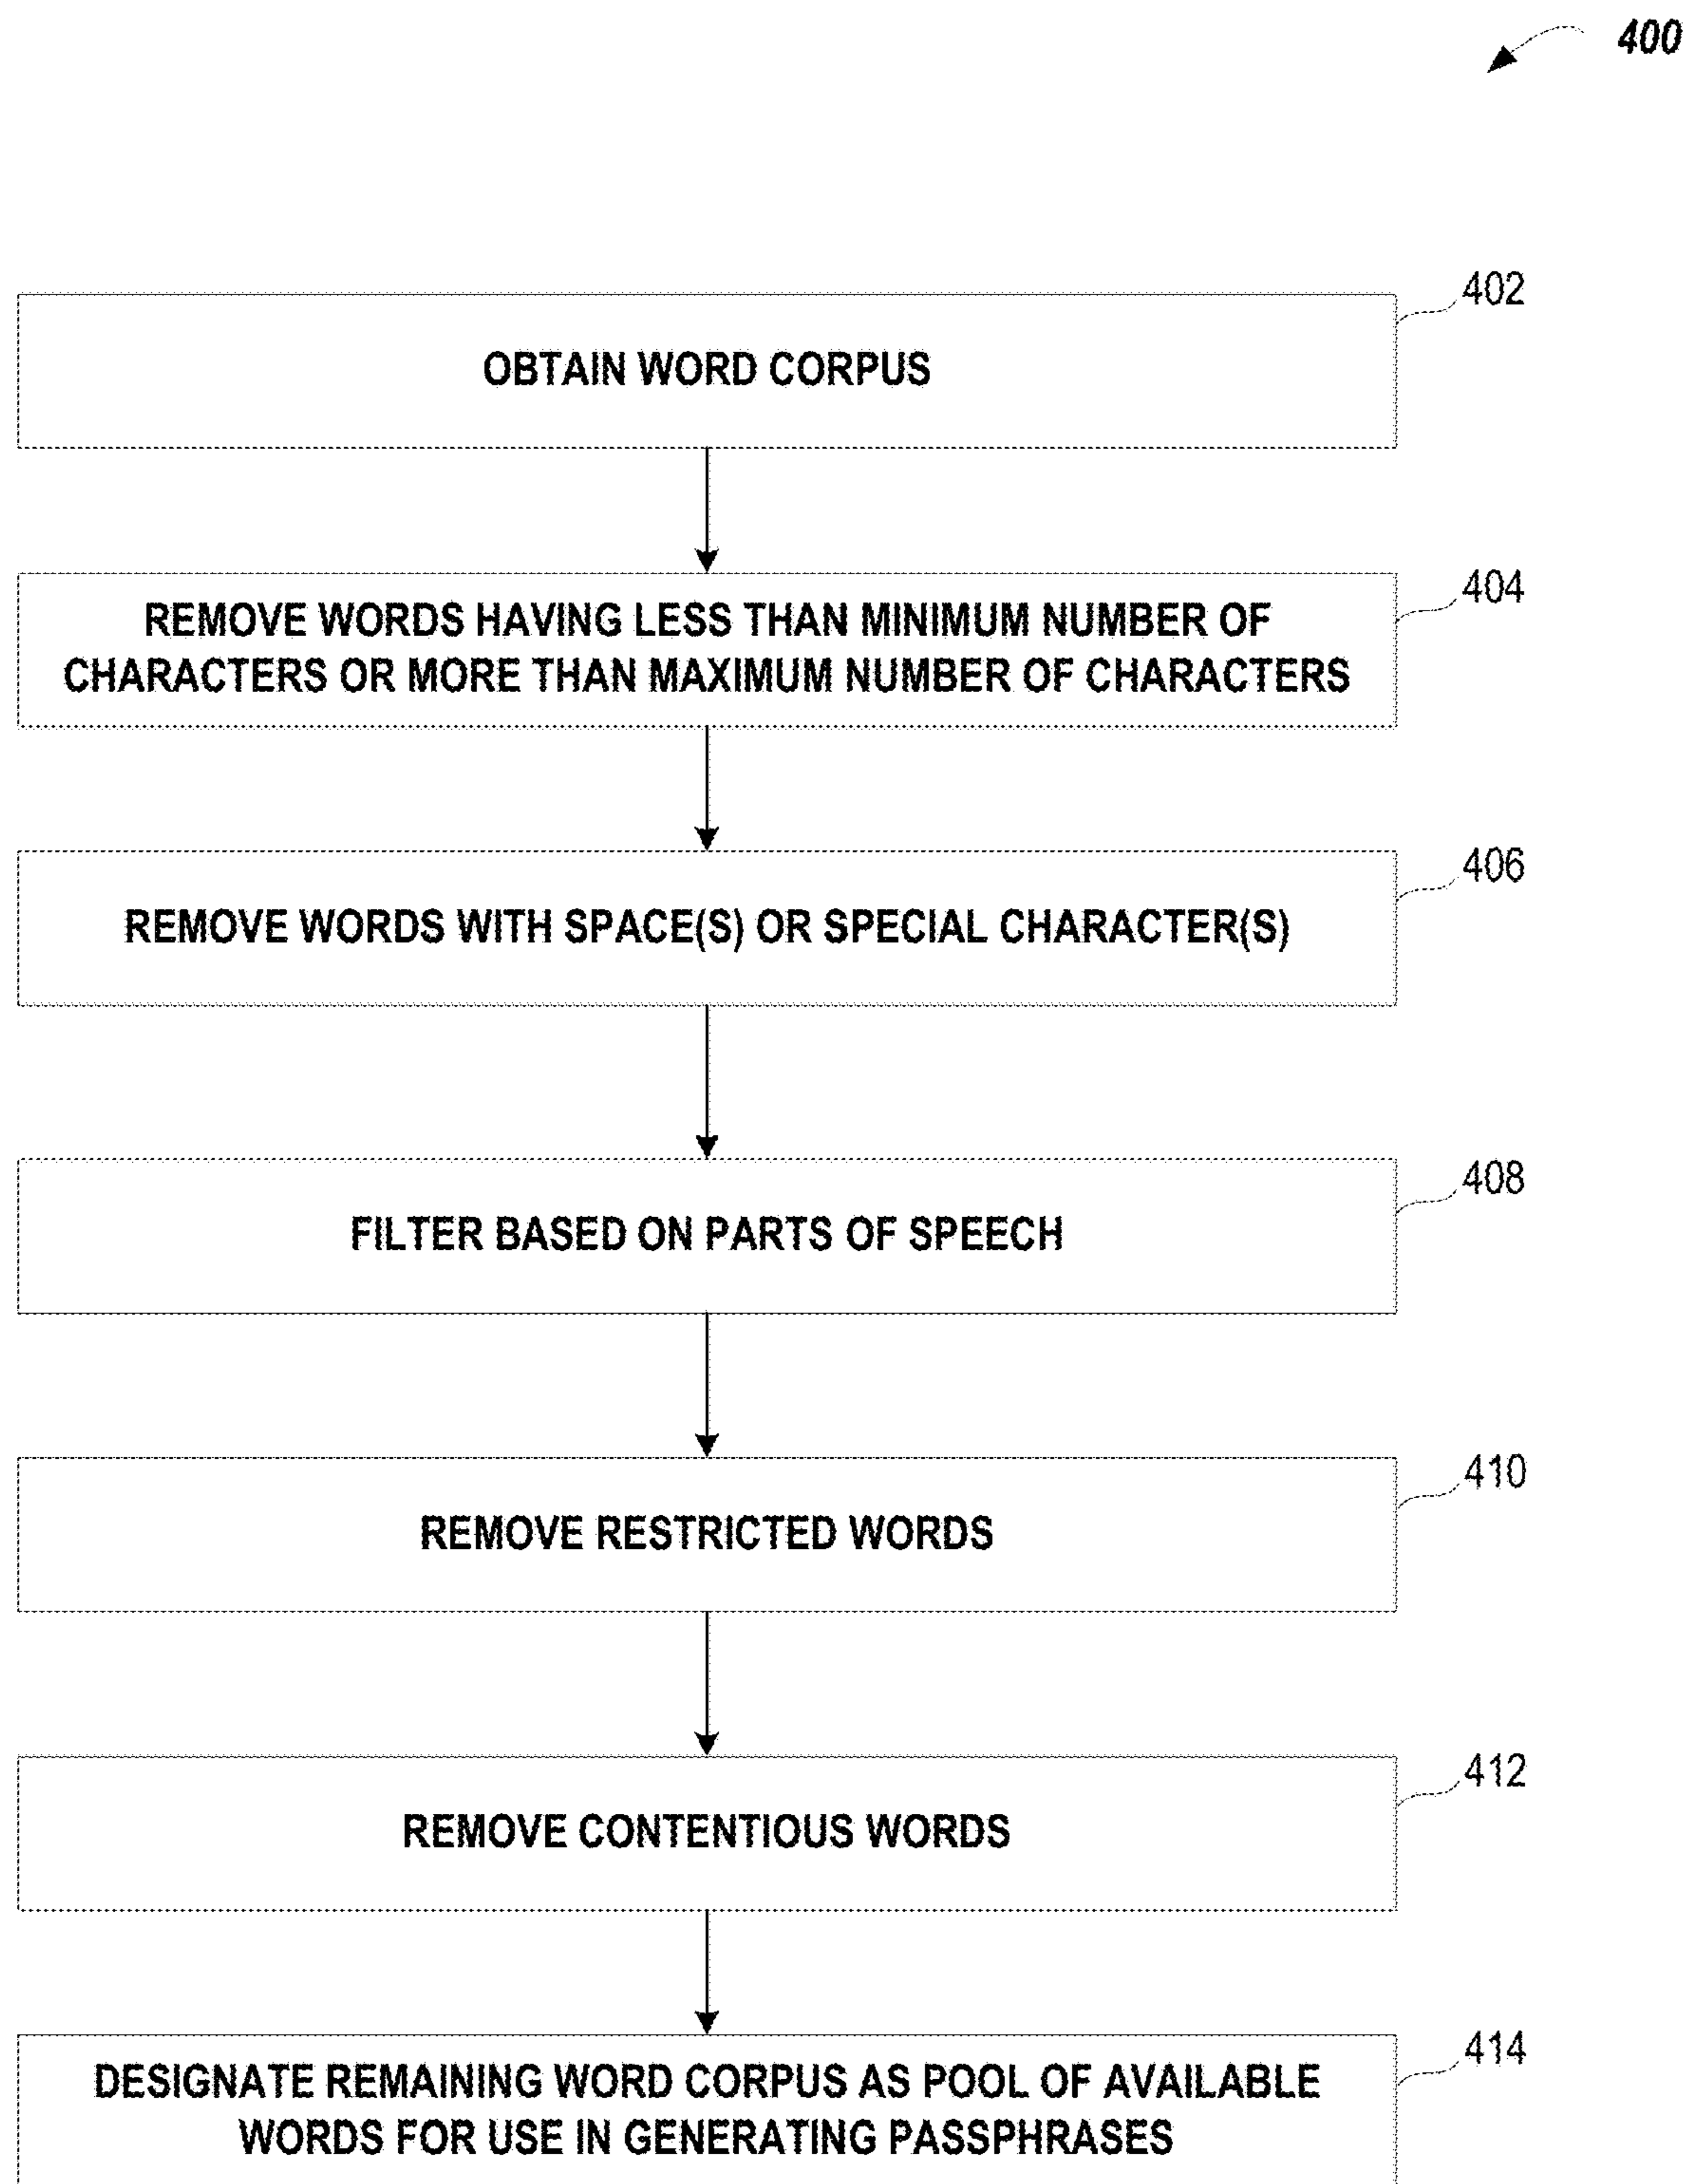 400
402
OBTAIN WORD CORPUS
404
REMOVE WORDS HAVING LESS THAN MINIMUM NUMBER OF
CHARACTERS OR MORE THAN MAXIMUM NUMBER OF CHARACTERS
406
REMOVE WORDS WITH SPACE(S) OR SPECIAL CHARACTER(S)
408
FILTER BASED ON PARTS OF SPEECH
410
REMOVE RESTRICTED WORDS
412
REMOVE CONTENTIOUS WORDS
414
DESIGNATE REMAINING WORD CORPUS AS POOL OF AVAILABLE
WORDS FOR USE IN GENERATING PASSPHRASES